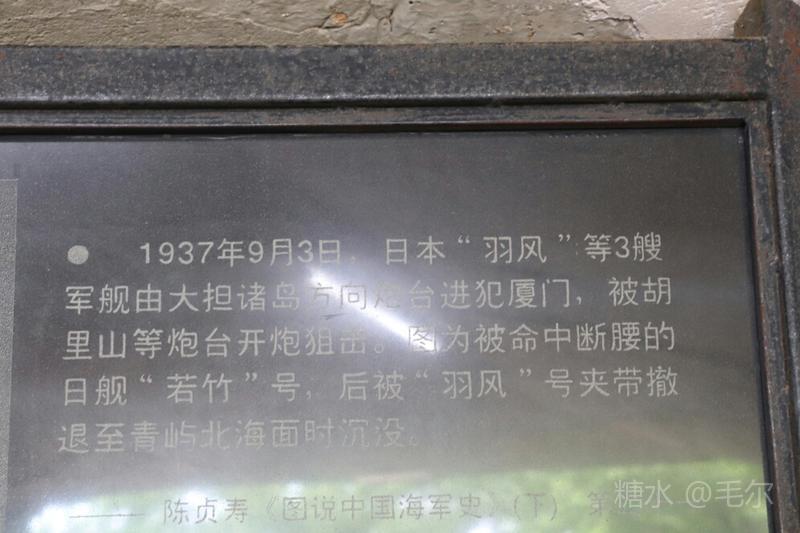 ● 1937年9月3日，日本“羽风”等3艘
军舰由大担诸岛方向炮台进犯厦门，被胡
里山等炮台开炮狙击。图为被命中断腰的
日舰“若竹”号，后被“羽风”号夹带撤
退至青屿北海面时沉没。
——陈贞寿《图说中国海军史》(下) 第
糖水 @毛尔